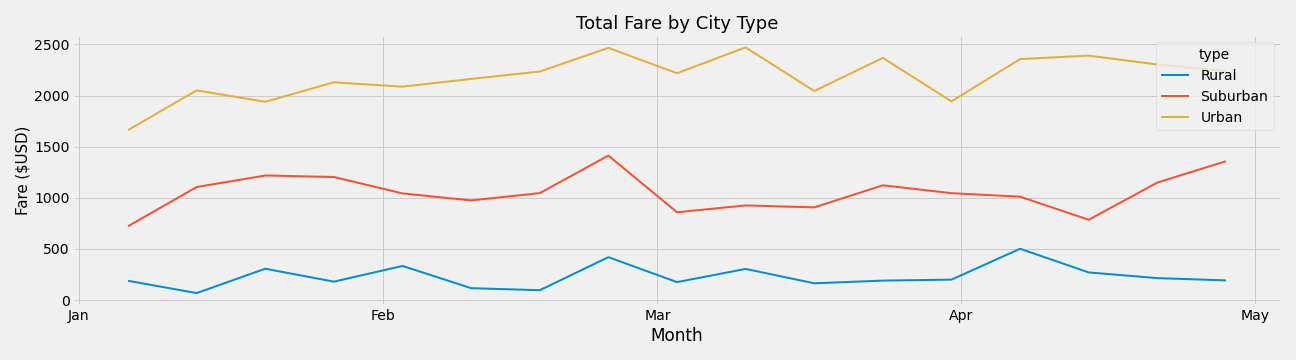 Total Fare by City Type
Fare ($USD)
2500
2000
1500
1000
500
0
Jan Feb Mar Apr May
Month
type
Rural
Suburban
Urban